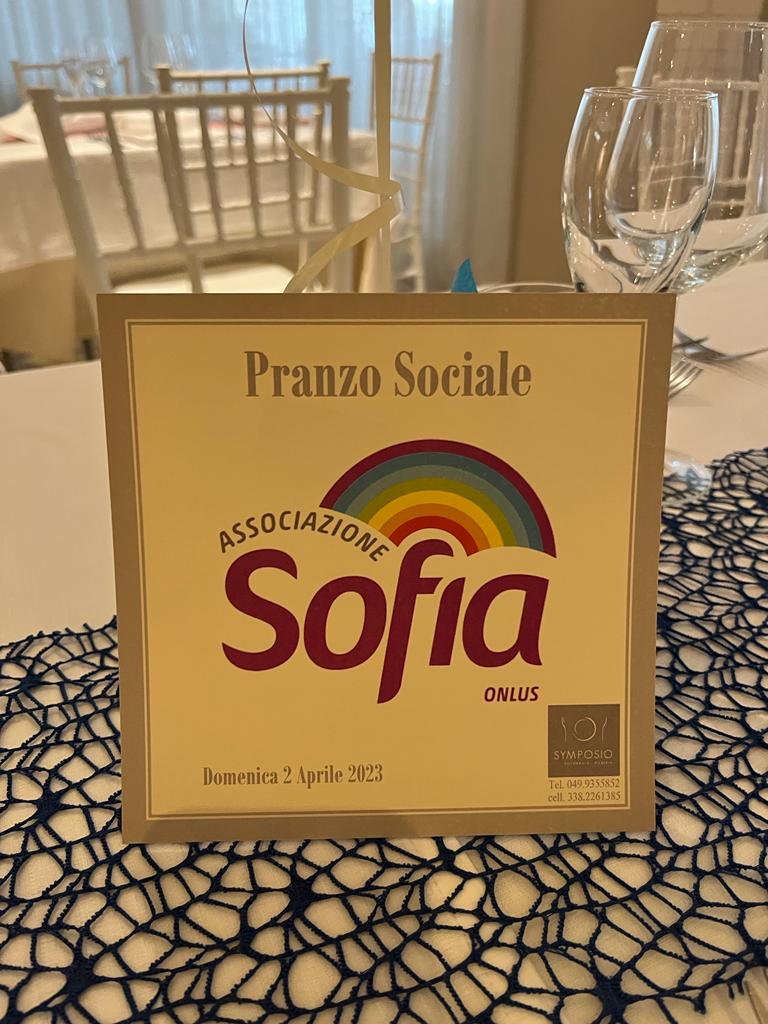 Pranzo Sociale
ASSOCIAZIONE
Sofia
ONLUS
SYMPOSIO
Domenica 2 Aprile 2023
Tel. 049.9355852
cell. 338.2261385